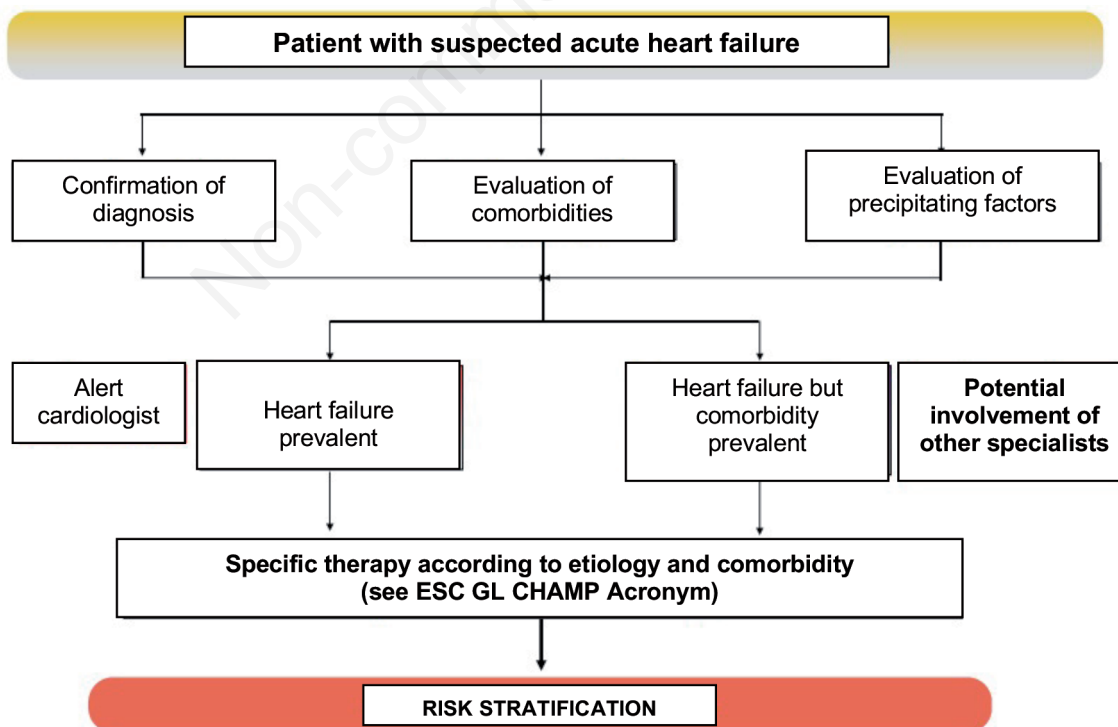 Patient with suspected acute heart failure
Non-comm
Confirmation of
diagnosis
Evaluation of
comorbidities
Evaluation of
precipitating factors
Alert
cardiologist
Heart failure
prevalent
Heart failure but
comorbidity
prevalent
Potential
involvement of
other specialists
Specific therapy according to etiology and comorbidity
(see ESC GL CHAMP Acronym)
RISK STRATIFICATION